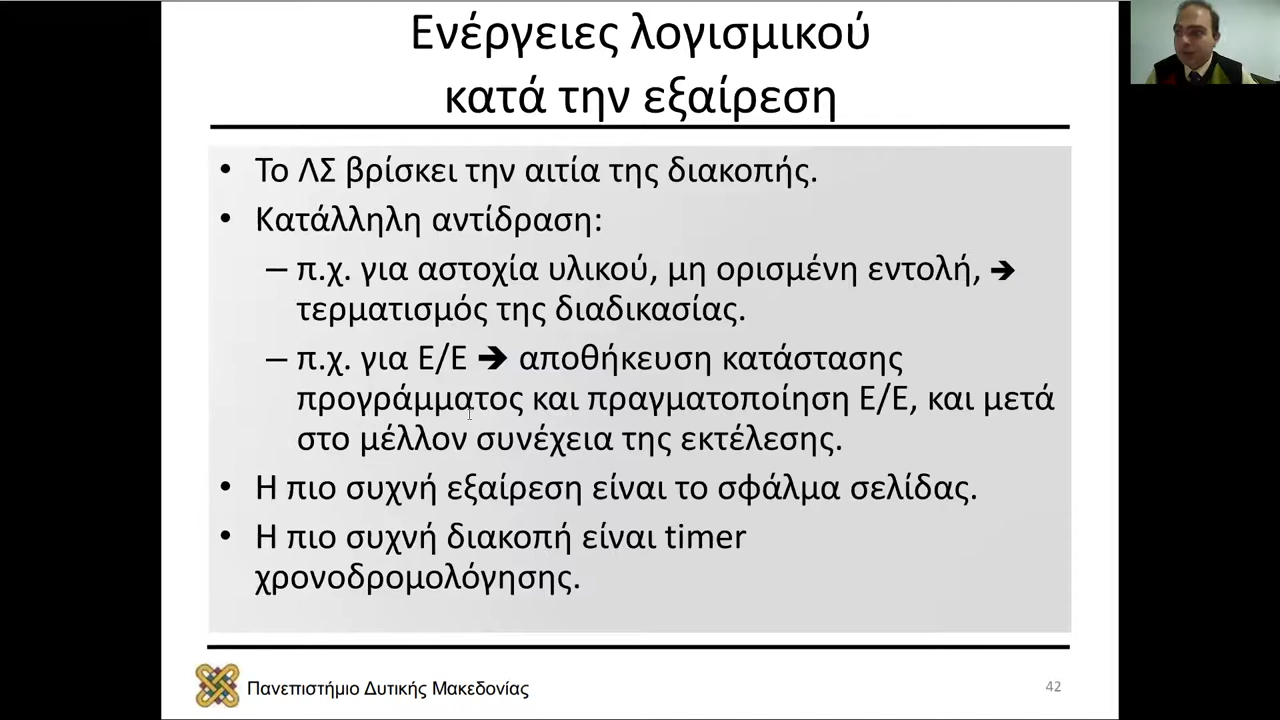 Ενέργειες λογισμικού
κατά την εξαίρεση
• Το ΛΣ βρίσκει την αιτία της διακοπής.
• Κατάλληλη αντίδραση:
– π.χ. για αστοχία υλικού, μη ορισμένη εντολή, ➔
τερματισμός της διαδικασίας.
– π.χ. για Ε/Ε ➔ αποθήκευση κατάστασης
προγράμματος και πραγματοποίηση Ε/Ε, και μετά
στο μέλλον συνέχεια της εκτέλεσης.
• Η πιο συχνή εξαίρεση είναι το σφάλμα σελίδας.
• Η πιο συχνή διακοπή είναι timer
χρονοδρομολόγησης.
Πανεπιστήμιο Δυτικής Μακεδονίας
42